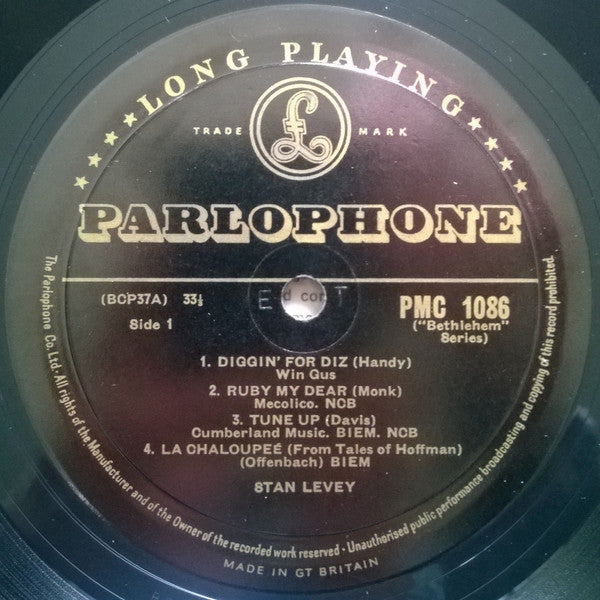 ★★★★★ LONG PLAYING ★★★★★
TRADE MARK
£
PARLOPHONE
(BCP37A) 33⅓
E T
d cor
PMC 1086
Side 1
("Bethlehem"
Series)
1. DIGGIN' FOR DIZ (Handy)
Win Gus
2. RUBY MY DEAR (Monk)
Mecolico. NCB
3. TUNE UP (Davis)
Cumberland Music. BIEM. NCB
4. LA CHALOUPEÉ (From Tales of Hoffman)
(Offenbach) BIEM
STAN LEVEY
The Parlophone Co. Ltd · All rights of the Manufacturer and of the Owner of the recorded work reserved · Unauthorised public performance broadcasting and copying of this record prohibited.
MADE IN GT BRITAIN